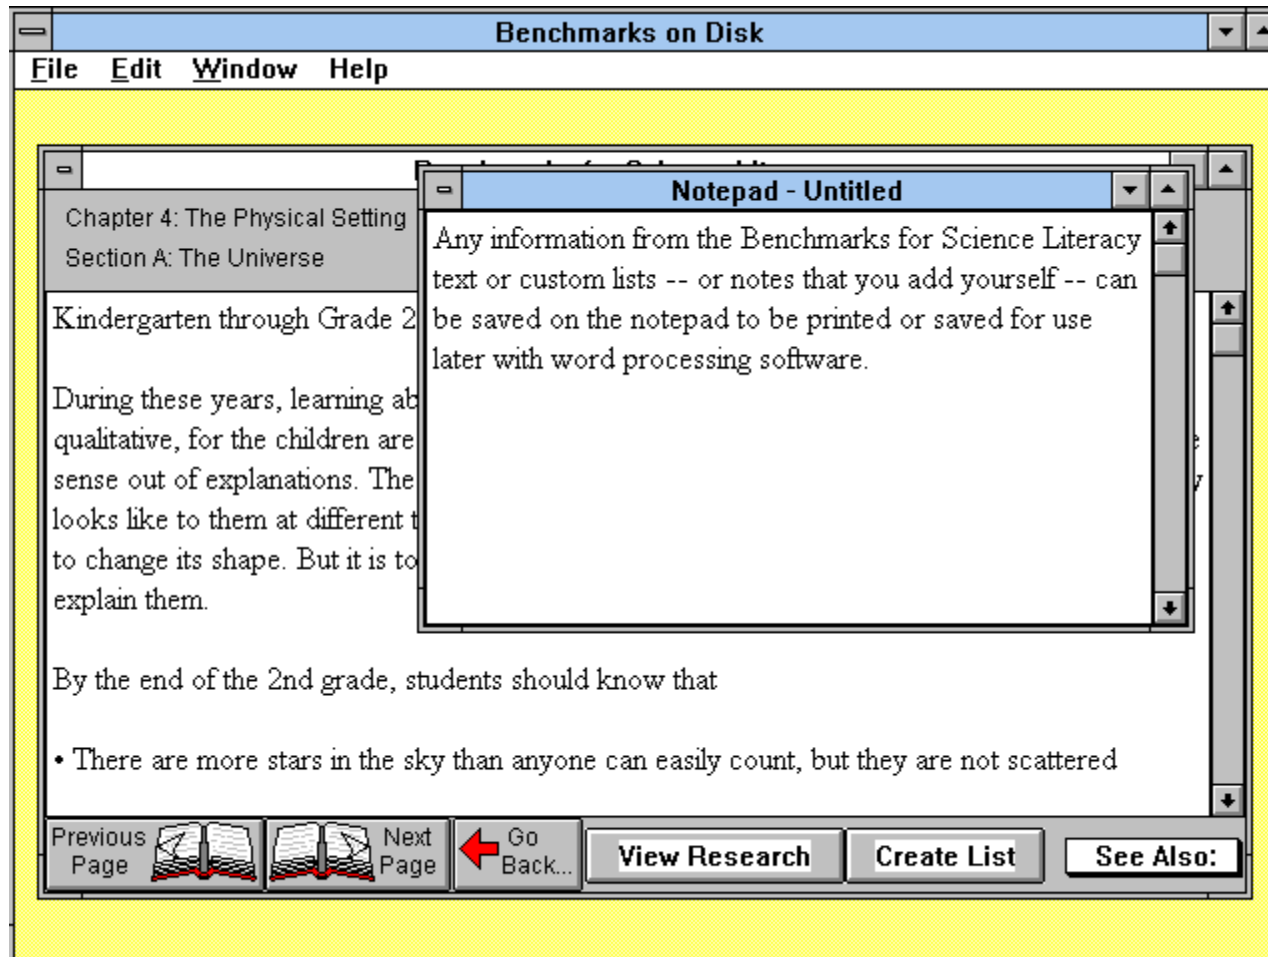 Benchmarks on Disk
File Edit Window Help
Chapter 4: The Physical Setting
Section A: The Universe
Kindergarten through Grade 2
During these years, learning
qualitative, for the children are
sense out of explanations. The
looks like to them at different
to change its shape. But it is
explain them.
By the end of the 2nd grade, students should know that
• There are more stars in the sky than anyone can easily count, but they are not scattered
Notepad - Untitled
Any information from the Benchmarks for Science Literacy
text or custom lists -- or notes that you add yourself -- can
be saved on the notepad to be printed or saved for use
later with word processing software.
Previous
Page
Next
Page
Go
Back...
View Research
Create List
See Also: